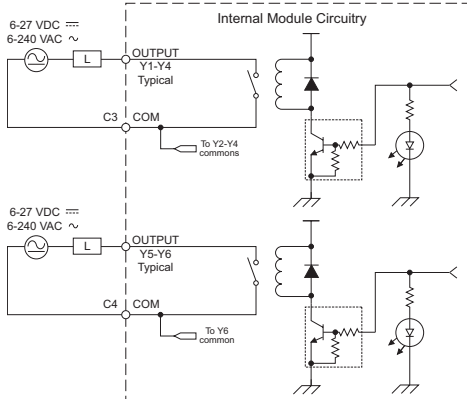 Internal Module Circuitry
6-27 VDC ⎓
6-240 VAC ∿
L
OUTPUT
Y1-Y4
Typical
C3
COM
To Y2-Y4
commons
6-27 VDC ⎓
6-240 VAC ∿
L
OUTPUT
Y5-Y6
Typical
C4
COM
To Y6
common